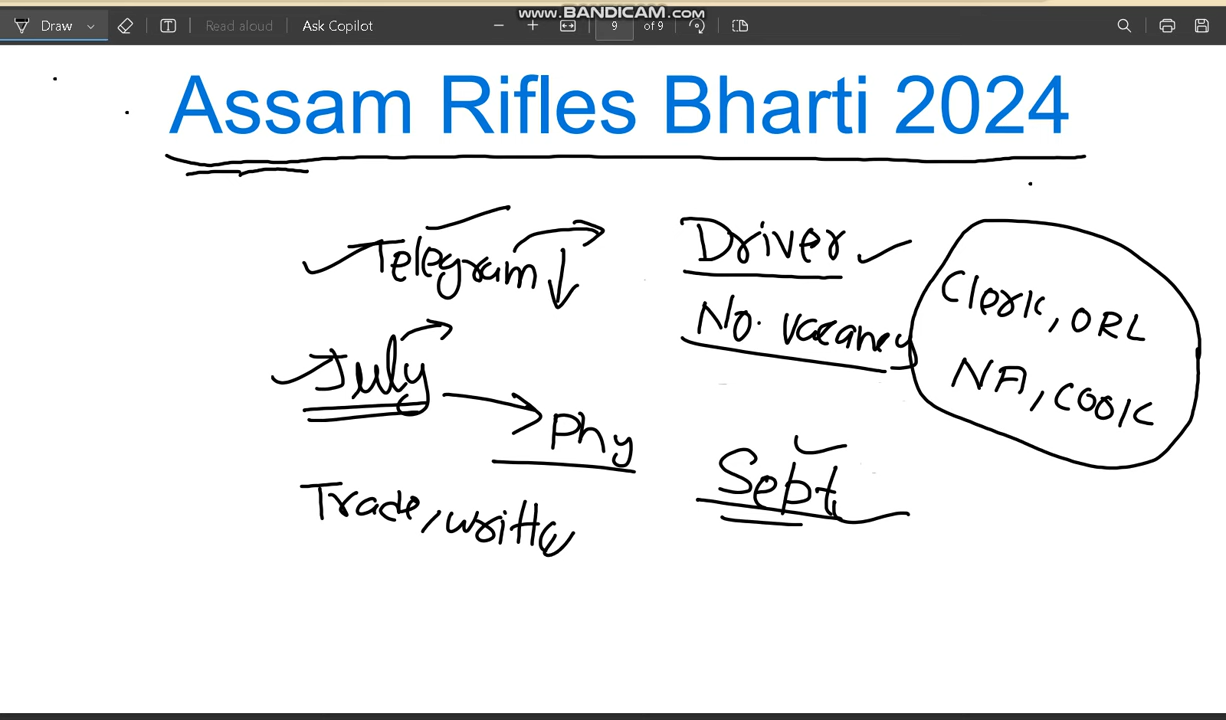 www.BANDICAM.com
Draw
Read aloud
Ask Copilot
9
of 9
Assam Rifles Bharti 2024
Telegram
Driver
No. vacancy
Clerk, ORL
NA, COOK
July
Phy
Sept
Trade,